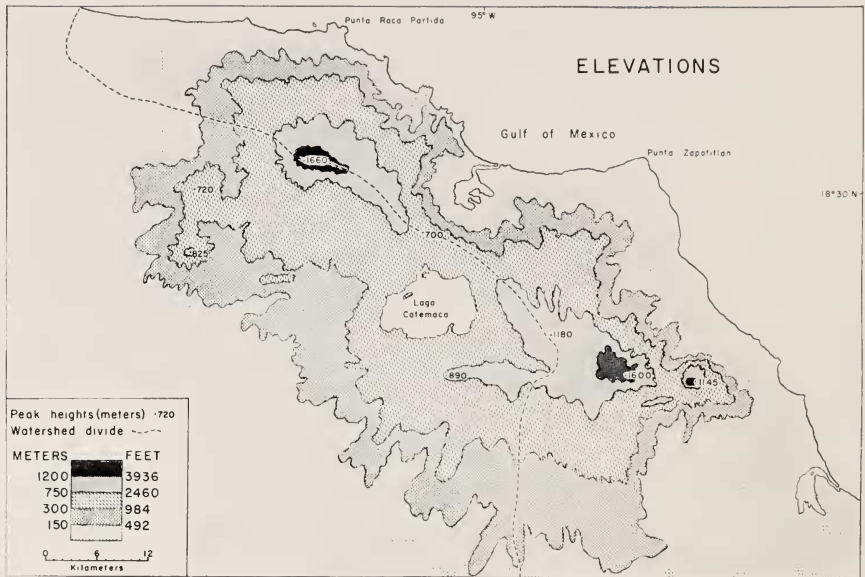 Punta Roca Partida
95° W
ELEVATIONS
Gulf of Mexico
Punta Zapotitlan
18° 30' N
·1660
·720
·700
·825
Lago
Catemaco
·1180
890
·1600
·1145
Peak heights (meters) ·720
Watershed divide
METERS FEET
1200 3936
750 2460
300 984
150 492
0 6 12
Kilometers